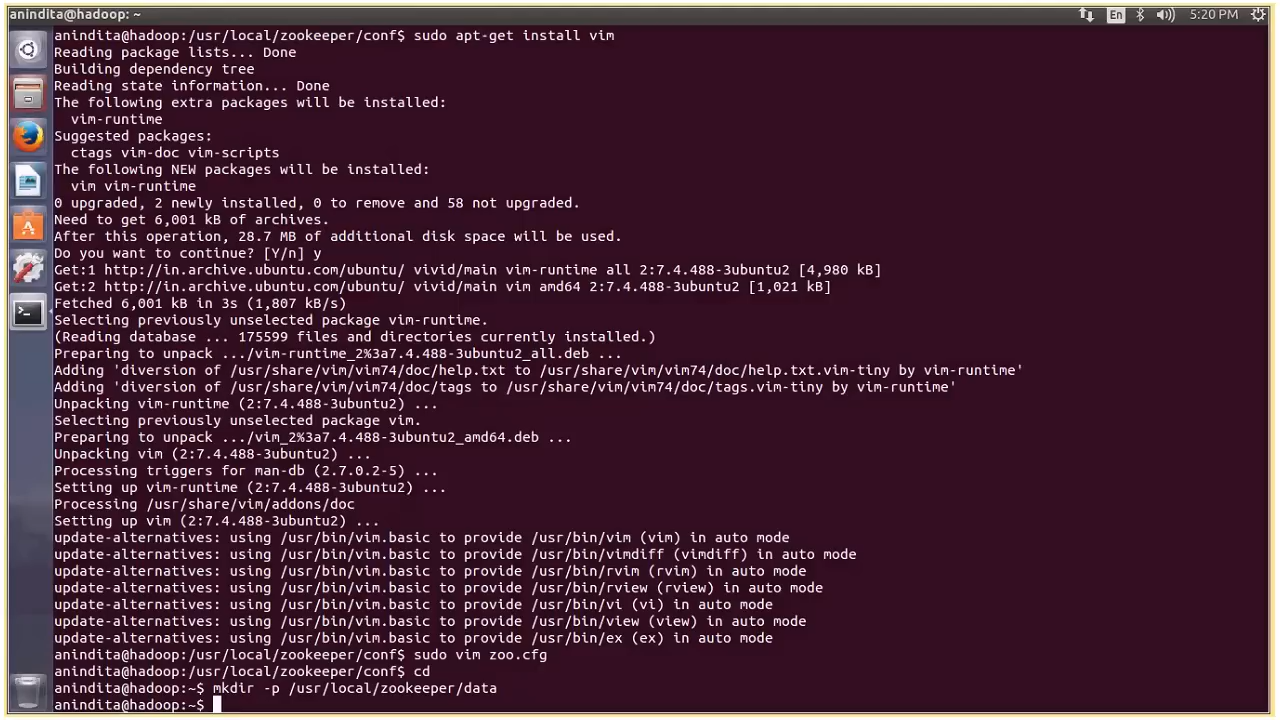 anindita@hadoop: ~
En
5:20 PM
anindita@hadoop:/usr/local/zookeeper/conf$ sudo apt-get install vim
Reading package lists... Done
Building dependency tree
Reading state information... Done
The following extra packages will be installed:
  vim-runtime
Suggested packages:
  ctags vim-doc vim-scripts
The following NEW packages will be installed:
  vim vim-runtime
0 upgraded, 2 newly installed, 0 to remove and 58 not upgraded.
Need to get 6,001 kB of archives.
After this operation, 28.7 MB of additional disk space will be used.
Do you want to continue? [Y/n] y
Get:1 http://in.archive.ubuntu.com/ubuntu/ vivid/main vim-runtime all 2:7.4.488-3ubuntu2 [4,980 kB]
Get:2 http://in.archive.ubuntu.com/ubuntu/ vivid/main vim amd64 2:7.4.488-3ubuntu2 [1,021 kB]
Fetched 6,001 kB in 3s (1,807 kB/s)
Selecting previously unselected package vim-runtime.
(Reading database ... 175599 files and directories currently installed.)
Preparing to unpack .../vim-runtime_2%3a7.4.488-3ubuntu2_all.deb ...
Adding 'diversion of /usr/share/vim/vim74/doc/help.txt to /usr/share/vim/vim74/doc/help.txt.vim-tiny by vim-runtime'
Adding 'diversion of /usr/share/vim/vim74/doc/tags to /usr/share/vim/vim74/doc/tags.vim-tiny by vim-runtime'
Unpacking vim-runtime (2:7.4.488-3ubuntu2) ...
Selecting previously unselected package vim.
Preparing to unpack .../vim_2%3a7.4.488-3ubuntu2_amd64.deb ...
Unpacking vim (2:7.4.488-3ubuntu2) ...
Processing triggers for man-db (2.7.0.2-5) ...
Setting up vim-runtime (2:7.4.488-3ubuntu2) ...
Processing /usr/share/vim/addons/doc
Setting up vim (2:7.4.488-3ubuntu2) ...
update-alternatives: using /usr/bin/vim.basic to provide /usr/bin/vim (vim) in auto mode
update-alternatives: using /usr/bin/vim.basic to provide /usr/bin/vimdiff (vimdiff) in auto mode
update-alternatives: using /usr/bin/vim.basic to provide /usr/bin/rvim (rvim) in auto mode
update-alternatives: using /usr/bin/vim.basic to provide /usr/bin/rview (rview) in auto mode
update-alternatives: using /usr/bin/vim.basic to provide /usr/bin/vi (vi) in auto mode
update-alternatives: using /usr/bin/vim.basic to provide /usr/bin/view (view) in auto mode
update-alternatives: using /usr/bin/vim.basic to provide /usr/bin/ex (ex) in auto mode
anindita@hadoop:/usr/local/zookeeper/conf$ sudo vim zoo.cfg
anindita@hadoop:/usr/local/zookeeper/conf$ cd
anindita@hadoop:~$ mkdir -p /usr/local/zookeeper/data
anindita@hadoop:~$